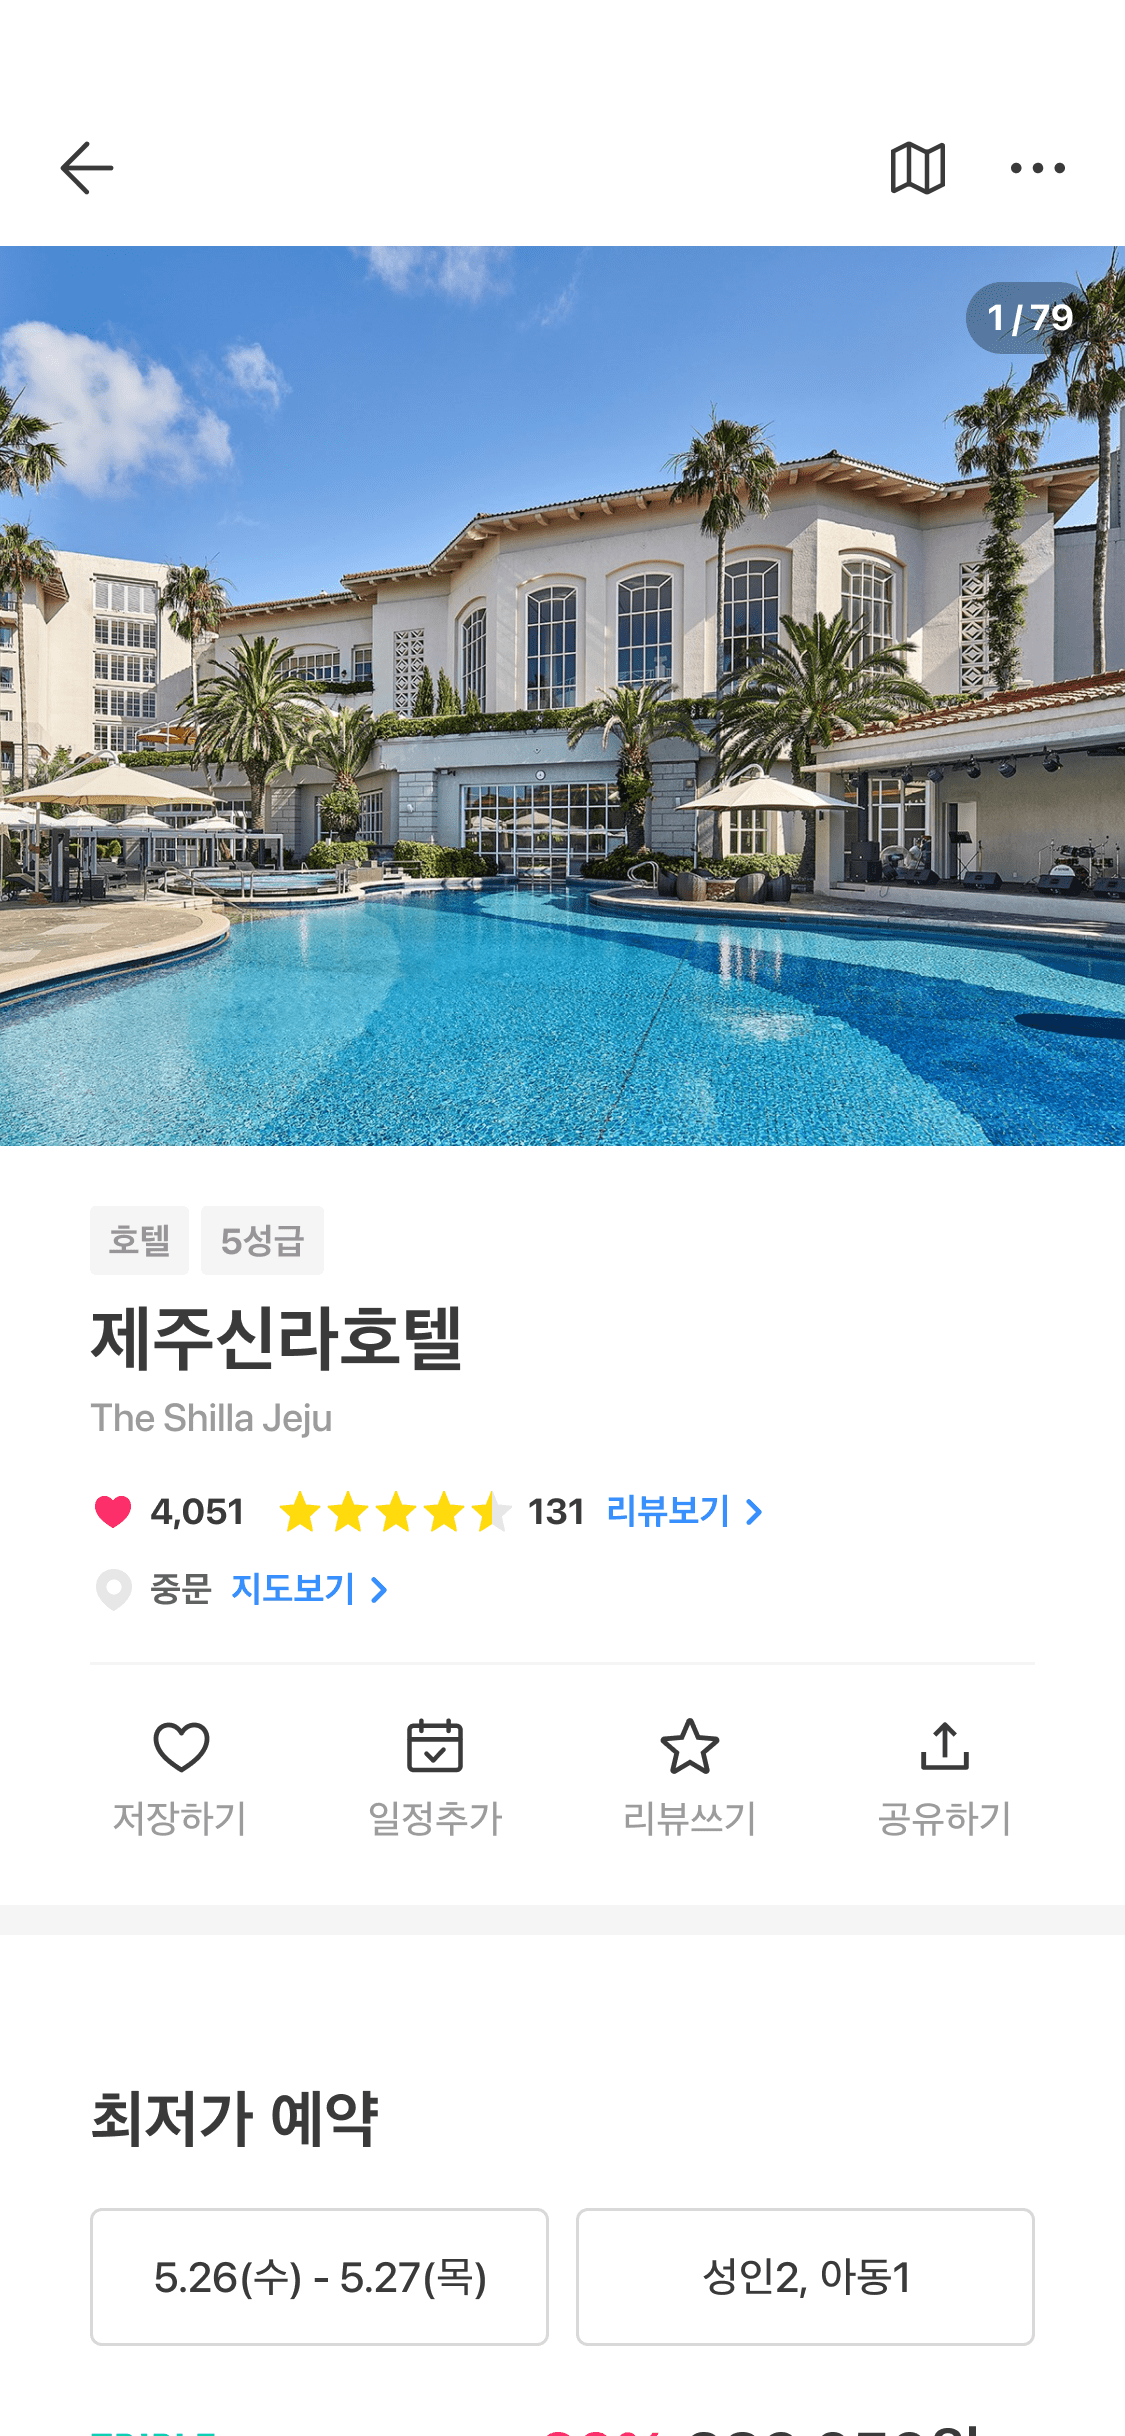 1 / 79
호텔 5성급
제주신라호텔
The Shilla Jeju
4,051 131 리뷰보기
중문 지도보기
저장하기 일정추가 리뷰쓰기 공유하기
최저가 예약
5.26(수) - 5.27(목) 성인2, 아동1